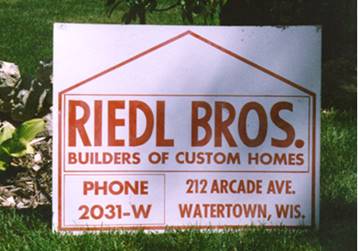 RIEDL BROS.
BUILDERS OF CUSTOM HOMES
PHONE
2031-W
212 ARCADE AVE.
WATERTOWN, WIS.